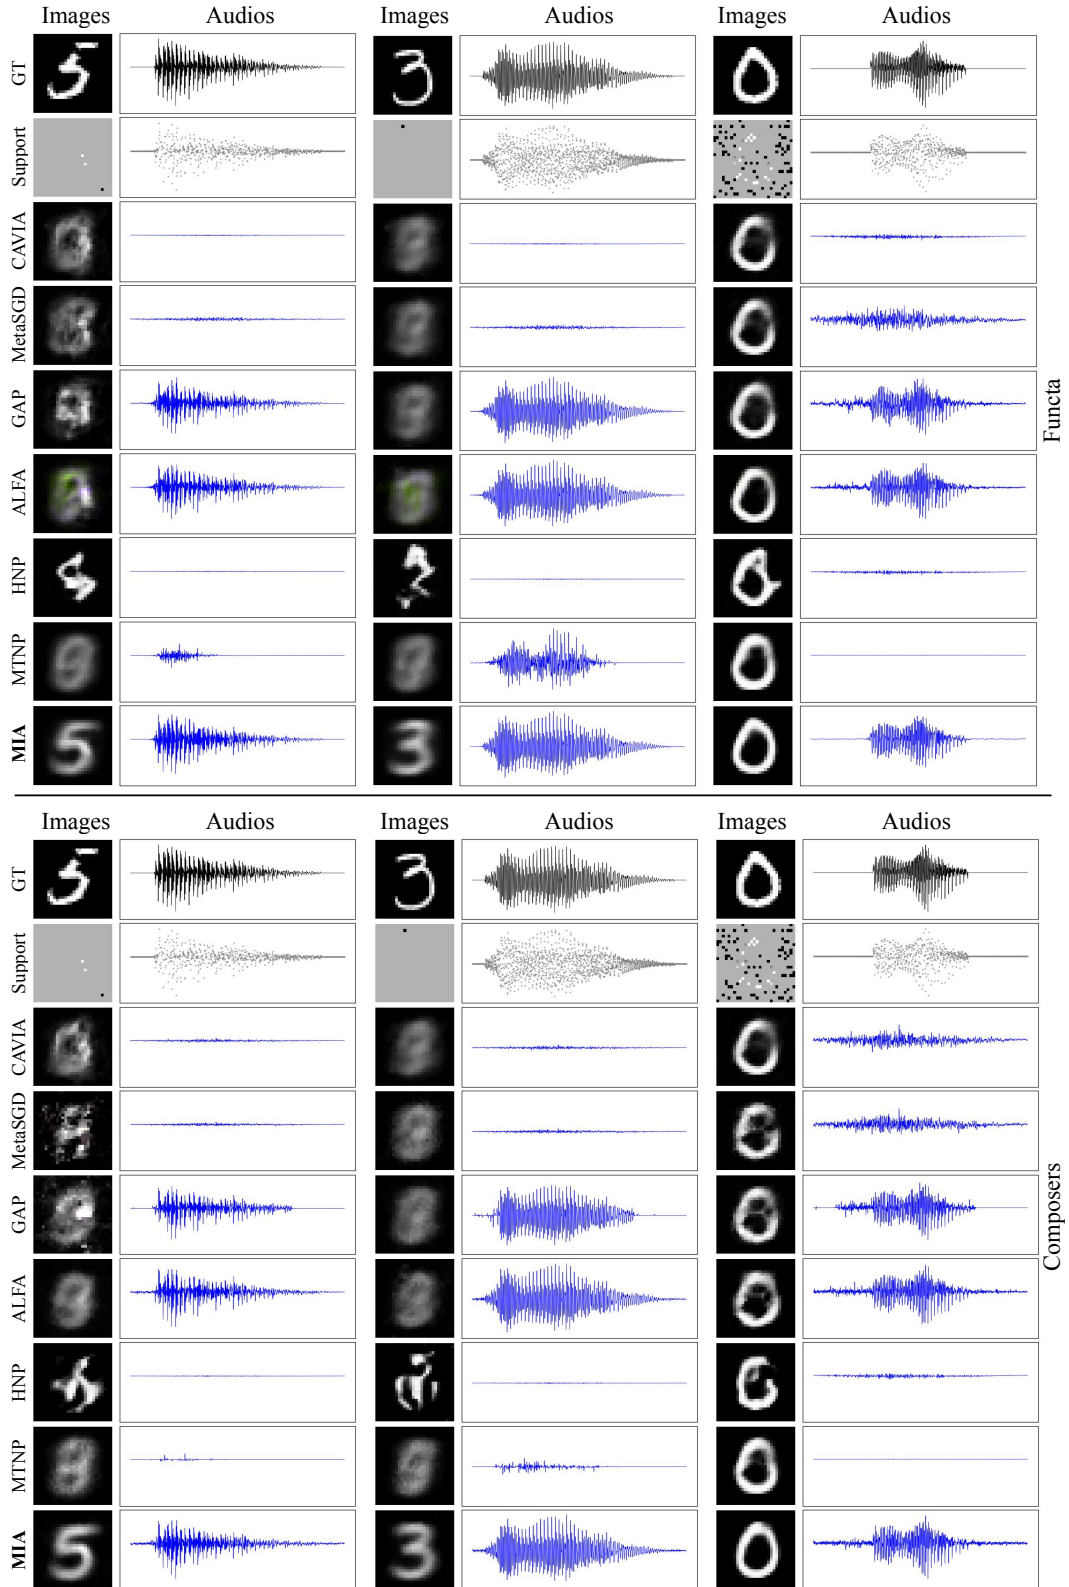 Images Audios Images Audios Images Audios
GT
Support
CAVIA
MetaSGD
GAP
ALFA
HNP
MTNP
MIA
Functa
Images Audios Images Audios Images Audios
GT
Support
CAVIA
MetaSGD
GAP
ALFA
HNP
MTNP
MIA
Composers